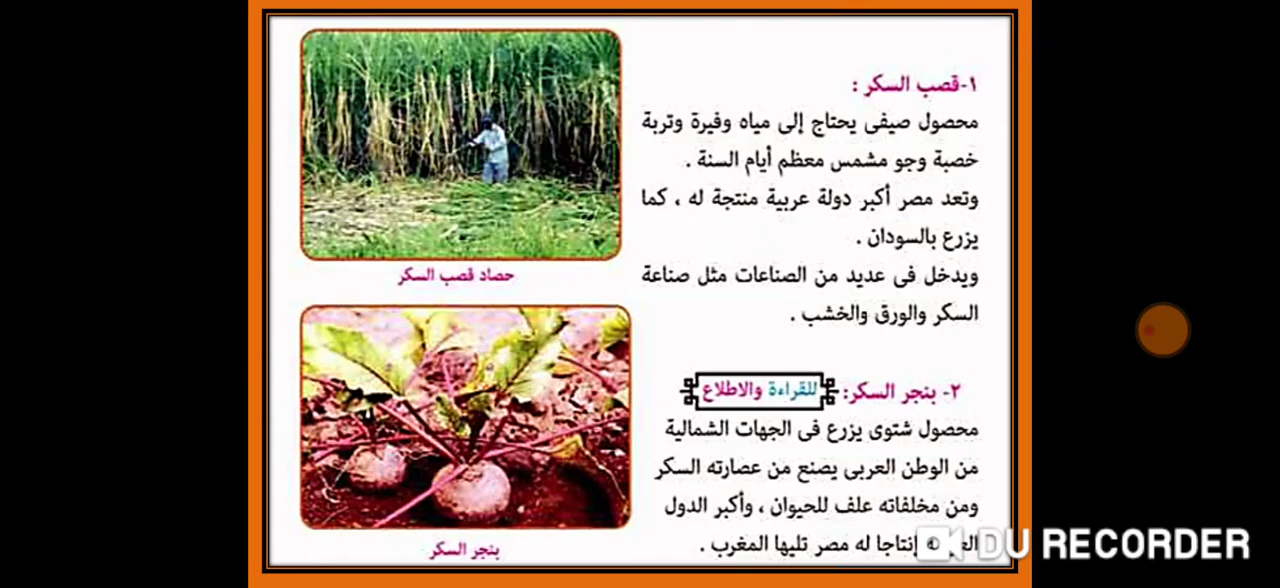 ١-قصب السكر :
محصول صيفى يحتاج إلى مياه وفيرة وتربة
خصبة وجو مشمس معظم أيام السنة .
وتعد مصر أكبر دولة عربية منتجة له ، كما
يزرع بالسودان .
ويدخل فى عديد من الصناعات مثل صناعة
السكر والورق والخشب .
حصاد قصب السكر
٢- بنجر السكر: للقراءة والاطلاع
محصول شتوى يزرع فى الجهات الشمالية
من الوطن العربى يصنع من عصارته السكر
ومن مخلفاته علف للحيوان ، وأكبر الدول
إنتاجا له مصر تليها المغرب .
بنجر السكر
DU RECORDER